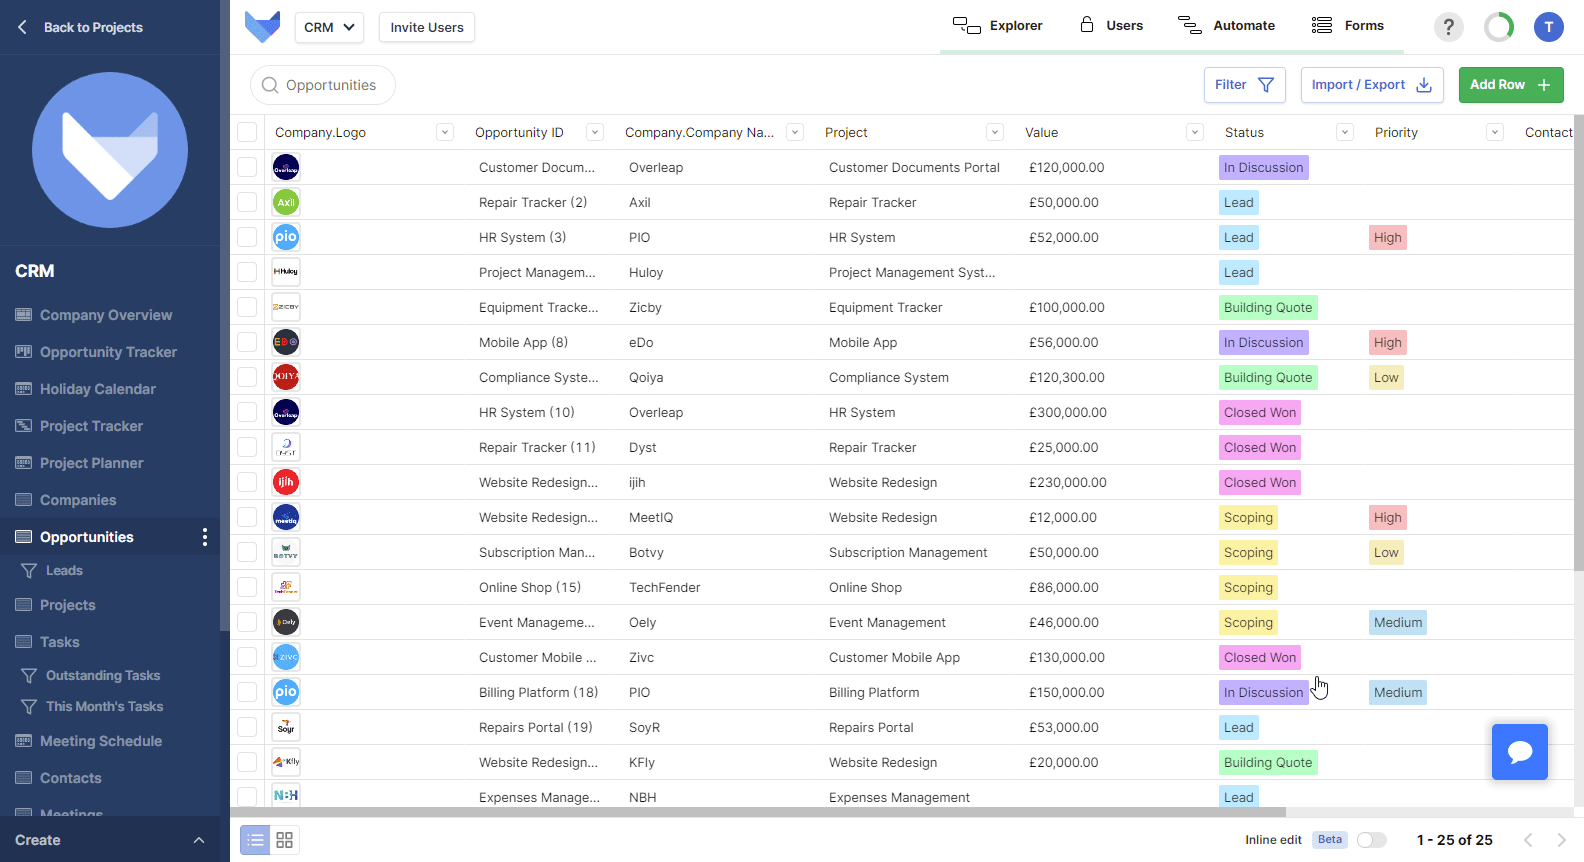 Back to Projects
CRM
Company Overview
Opportunity Tracker
Holiday Calendar
Project Tracker
Project Planner
Companies
Opportunities
Leads
Projects
Tasks
Outstanding Tasks
This Month's Tasks
Meeting Schedule
Contacts
Meetings
Create
CRM Invite Users Explorer Users Automate Forms ? T
Opportunities Filter Import / Export Add Row +
Company.Logo Opportunity ID Company.Company Na... Project Value Status Priority Contact
Overleap Customer Docum... Overleap Customer Documents Portal £120,000.00 In Discussion
Axil Repair Tracker (2) Axil Repair Tracker £50,000.00 Lead
pio HR System (3) PIO HR System £52,000.00 Lead High
Huloy Project Managem... Huloy Project Management Syst... Lead
ZICBY Equipment Tracke... Zicby Equipment Tracker £100,000.00 Building Quote
EDO Mobile App (8) eDo Mobile App £56,000.00 In Discussion High
QOIYA Compliance Syste... Qoiya Compliance System £120,300.00 Building Quote Low
Overleap HR System (10) Overleap HR System £300,000.00 Closed Won
DYST Repair Tracker (11) Dyst Repair Tracker £25,000.00 Closed Won
ijih Website Redesign... ijih Website Redesign £230,000.00 Closed Won
meetiq Website Redesign... MeetIQ Website Redesign £12,000.00 Scoping High
BOTVY Subscription Man... Botvy Subscription Management £50,000.00 Scoping Low
TechFender Online Shop (15) TechFender Online Shop £86,000.00 Scoping
Oely Event Manageme... Oely Event Management £46,000.00 Scoping Medium
ZIVC Customer Mobile ... Zivc Customer Mobile App £130,000.00 Closed Won
pio Billing Platform (18) PIO Billing Platform £150,000.00 In Discussion Medium
Soyr Repairs Portal (19) SoyR Repairs Portal £53,000.00 Lead
Kfly Website Redesign... KFly Website Redesign £20,000.00 Building Quote
NBH Expenses Manage... NBH Expenses Management Lead
Inline edit Beta 1 - 25 of 25